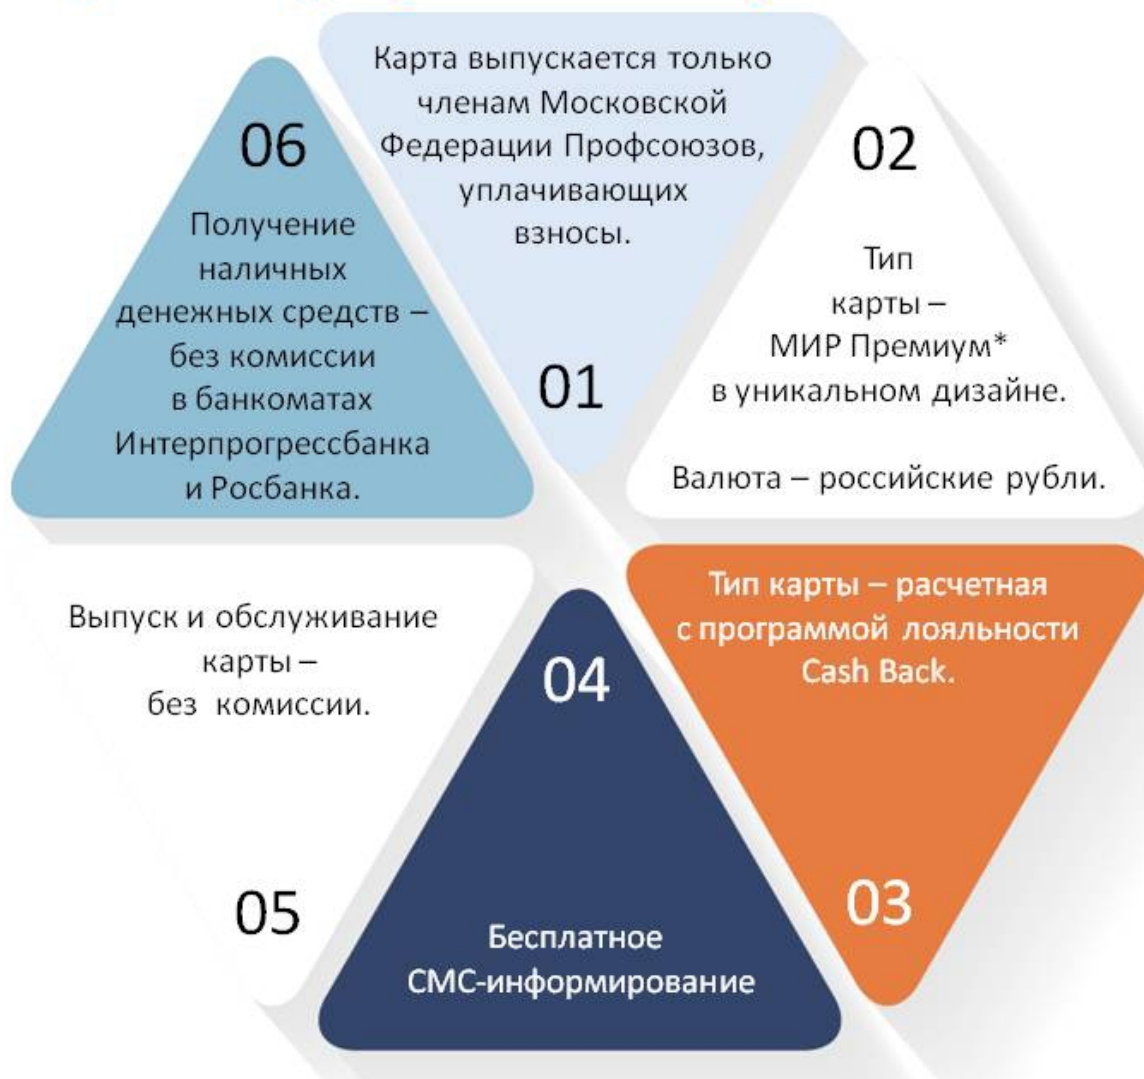 Карта выпускается только
членам Московской
Федерации Профсоюзов,
уплачивающих
взносы.
01
02
Тип
карты –
МИР Премиум*
в уникальном дизайне.
Валюта – российские рубли.
Тип карты – расчетная
с программой лояльности
Cash Back.
03
04
Бесплатное
СМС-информирование
Выпуск и обслуживание
карты –
без комиссии.
05
06
Получение
наличных
денежных средств –
без комиссии
в банкоматах
Интерпрогрессбанка
и Росбанка.